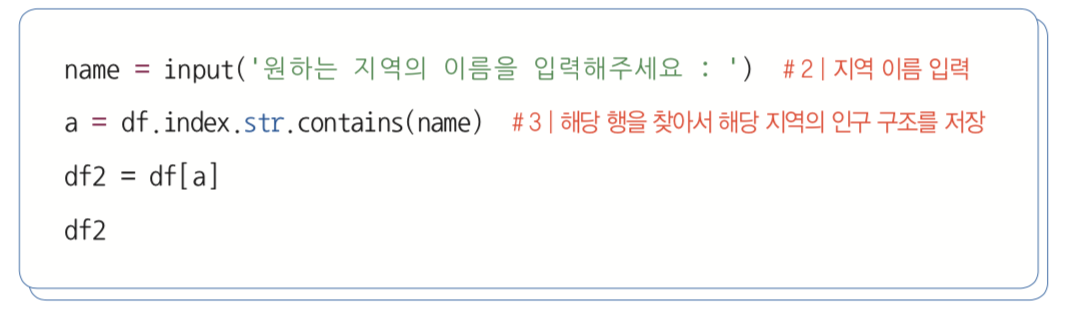 name = input('원하는 지역의 이름을 입력해주세요 : ') # 2 | 지역 이름 입력
a = df.index.str.contains(name) # 3 | 해당 행을 찾아서 해당 지역의 인구 구조를 저장
df2 = df[a]
df2